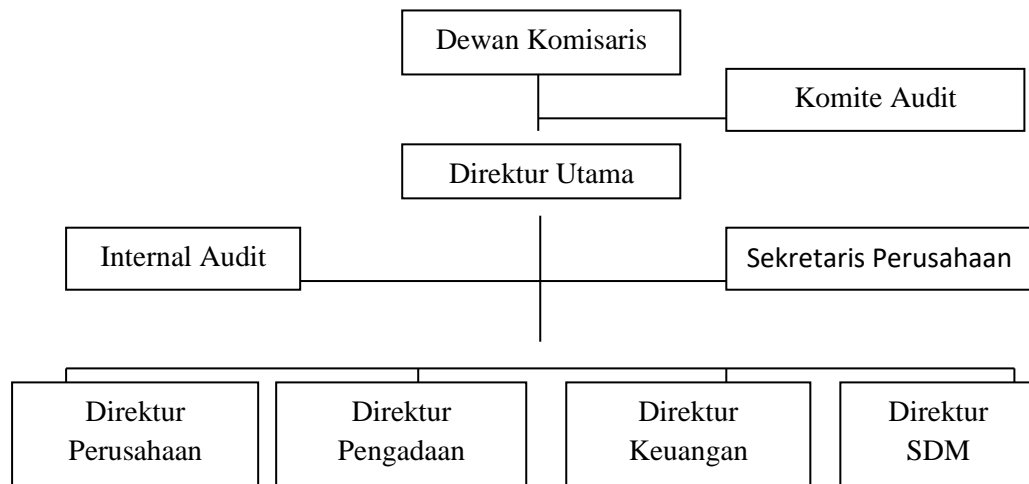 Dewan Komisaris
Komite Audit
Direktur Utama
Internal Audit
Sekretaris Perusahaan
Direktur
Perusahaan
Direktur
Pengadaan
Direktur
Keuangan
Direktur
SDM